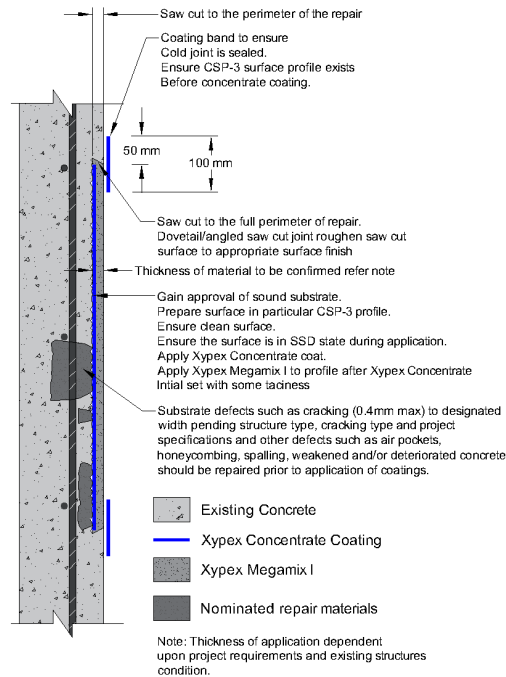 Saw cut to the perimeter of the repair
Coating band to ensure
Cold joint is sealed.
Ensure CSP-3 surface profile exists
Before concentrate coating.
50 mm
100 mm
Saw cut to the full perimeter of repair.
Dovetail/angled saw cut joint roughen saw cut
surface to appropriate surface finish
Thickness of material to be confirmed refer note
Gain approval of sound substrate.
Prepare surface in particular CSP-3 profile.
Ensure clean surface.
Ensure the surface is in SSD state during application.
Apply Xypex Concentrate coat.
Apply Xypex Megamix I to profile after Xypex Concentrate
Intial set with some taciness
Substrate defects such as cracking (0.4mm max) to designated
width pending structure type, cracking type and project
specifications and other defects such as air pockets,
honeycombing, spalling, weakened and/or deteriorated concrete
should be repaired prior to application of coatings.
Existing Concrete
Xypex Concentrate Coating
Xypex Megamix I
Nominated repair materials
Note: Thickness of application dependent
upon project requirements and existing structures
condition.